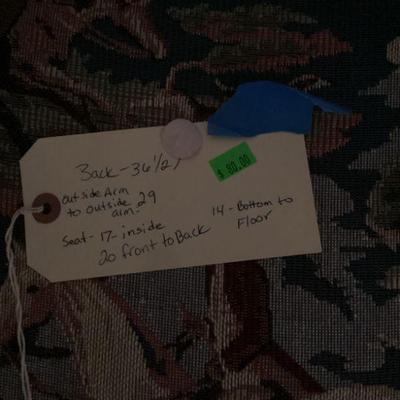 Back - 36 1/2"
$ 80.00
outside Arm
to outside
arm - 29
Seat - 17 - inside
20 front to Back
14 - Bottom to
Floor